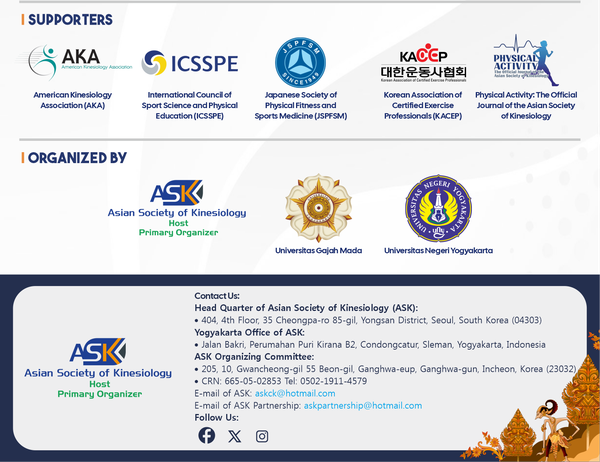 SUPPORTERS
AKA
American Kinesiology Association
ICSSPE
JSPFSM
SINCE1949
KACEP
대한운동사협회
Korean Association of Certified Exercise Professionals
PHYSICAL
ACTIVITY
American Kinesiology
Association (AKA)
International Council of
Sport Science and Physical
Education (ICSSPE)
Japanese Society of
Physical Fitness and
Sports Medicine (JSPFSM)
Korean Association of
Certified Exercise
Professionals (KACEP)
Physical Activity: The Official
Journal of the Asian Society
of Kinesiology
ORGANIZED BY
ASK
Asian Society of Kinesiology
Host
Primary Organizer
UNIVERSITAS NEGERI YOGYAKARTA
Universitas Gajah Mada
Universitas Negeri Yogyakarta
ASK
Asian Society of Kinesiology
Host
Primary Organizer
Contact Us:
Head Quarter of Asian Society of Kinesiology (ASK):
• 404, 4th Floor, 35 Cheongpa-ro 85-gil, Yongsan District, Seoul, South Korea (04303)
Yogyakarta Office of ASK:
• Jalan Bakri, Perumahan Puri Kirana B2, Condongcatur, Sleman, Yogyakarta, Indonesia
ASK Organizing Committee:
• 205, 10, Gwancheong-gil 55 Beon-gil, Ganghwa-eup, Ganghwa-gun, Incheon, Korea (23032)
• CRN: 665-05-02853 Tel: 0502-1911-4579
E-mail of ASK: askck@hotmail.com
E-mail of ASK Partnership: askpartnership@hotmail.com
Follow Us: